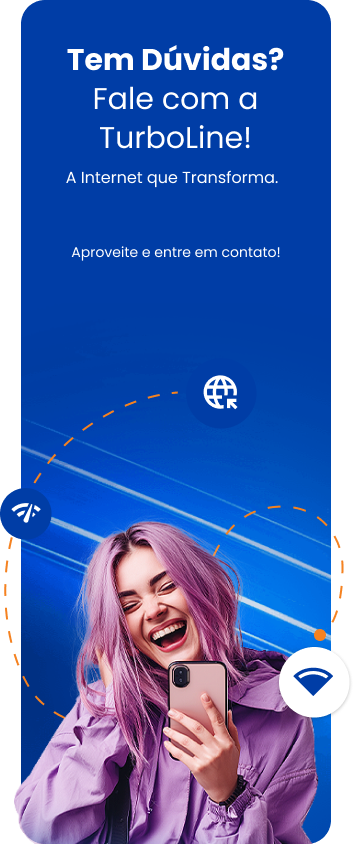 Tem Dúvidas?
Fale com a
TurboLine!
A Internet que Transforma.
Aproveite e entre em contato!